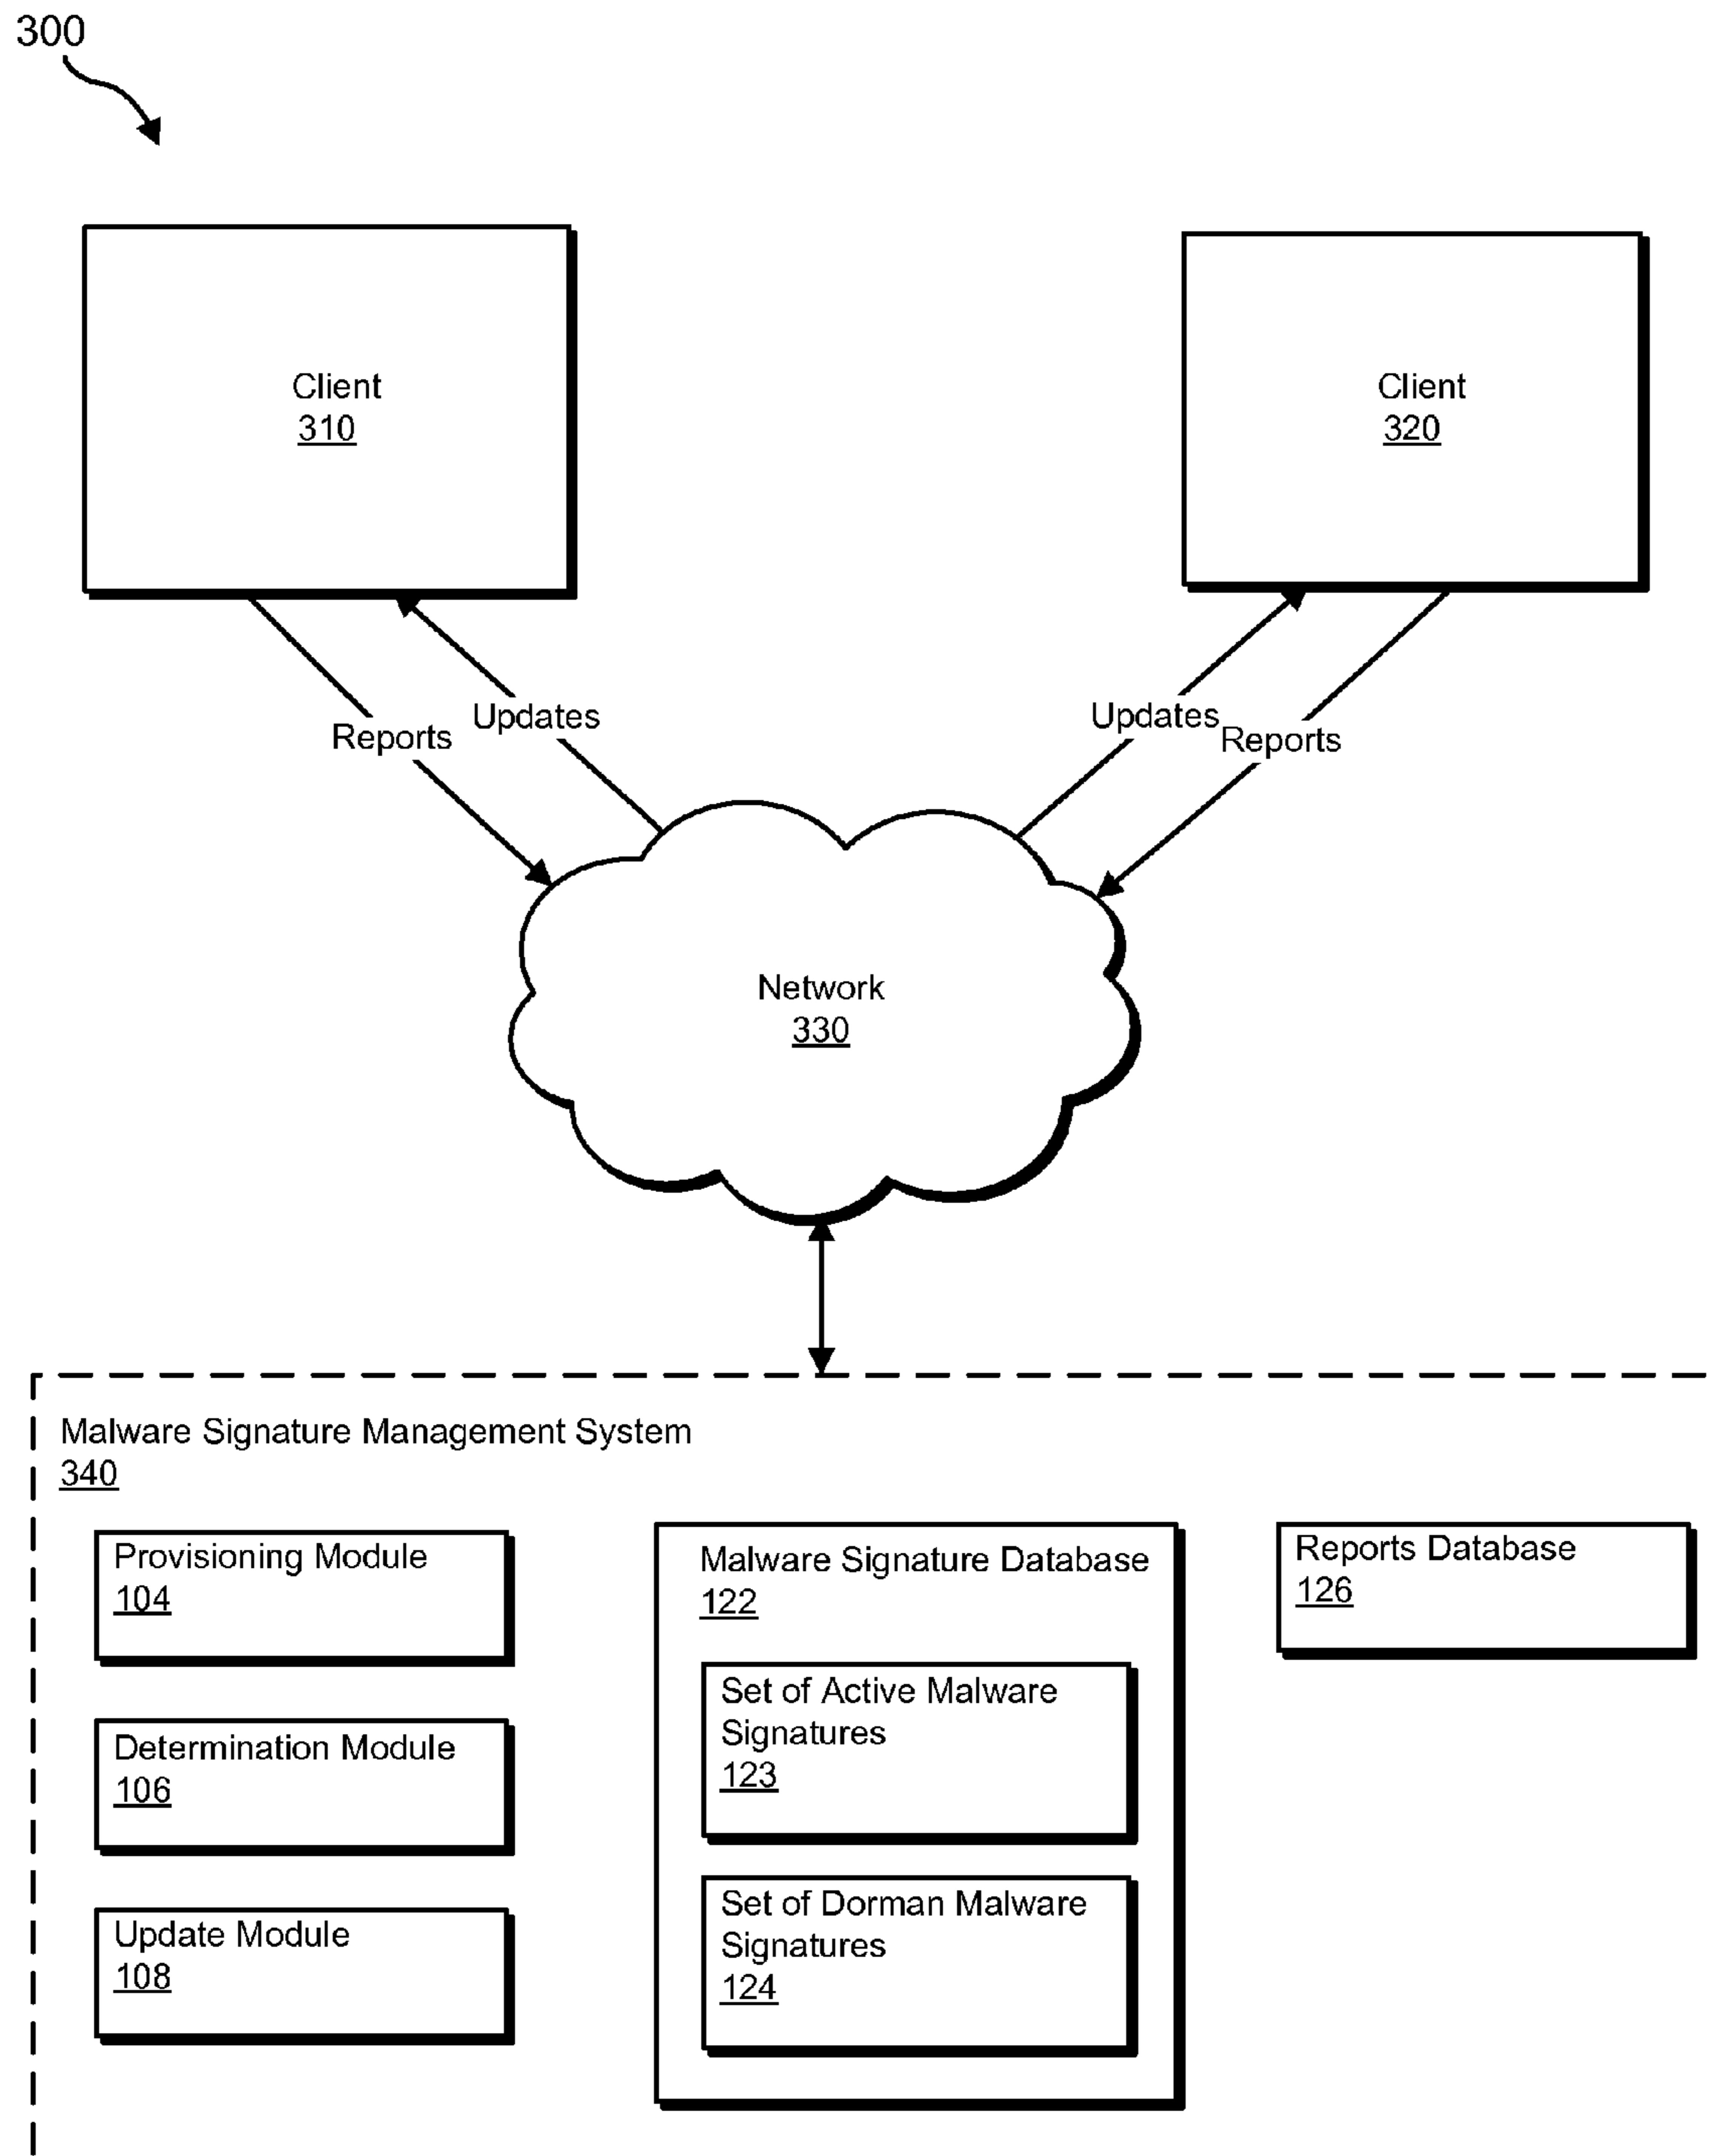 300
Client
310
Client
320
Reports
Updates
Updates
Reports
Network
330
Malware Signature Management System
340
Provisioning Module
104
Determination Module
106
Update Module
108
Malware Signature Database
122
Set of Active Malware
Signatures
123
Set of Dorman Malware
Signatures
124
Reports Database
126